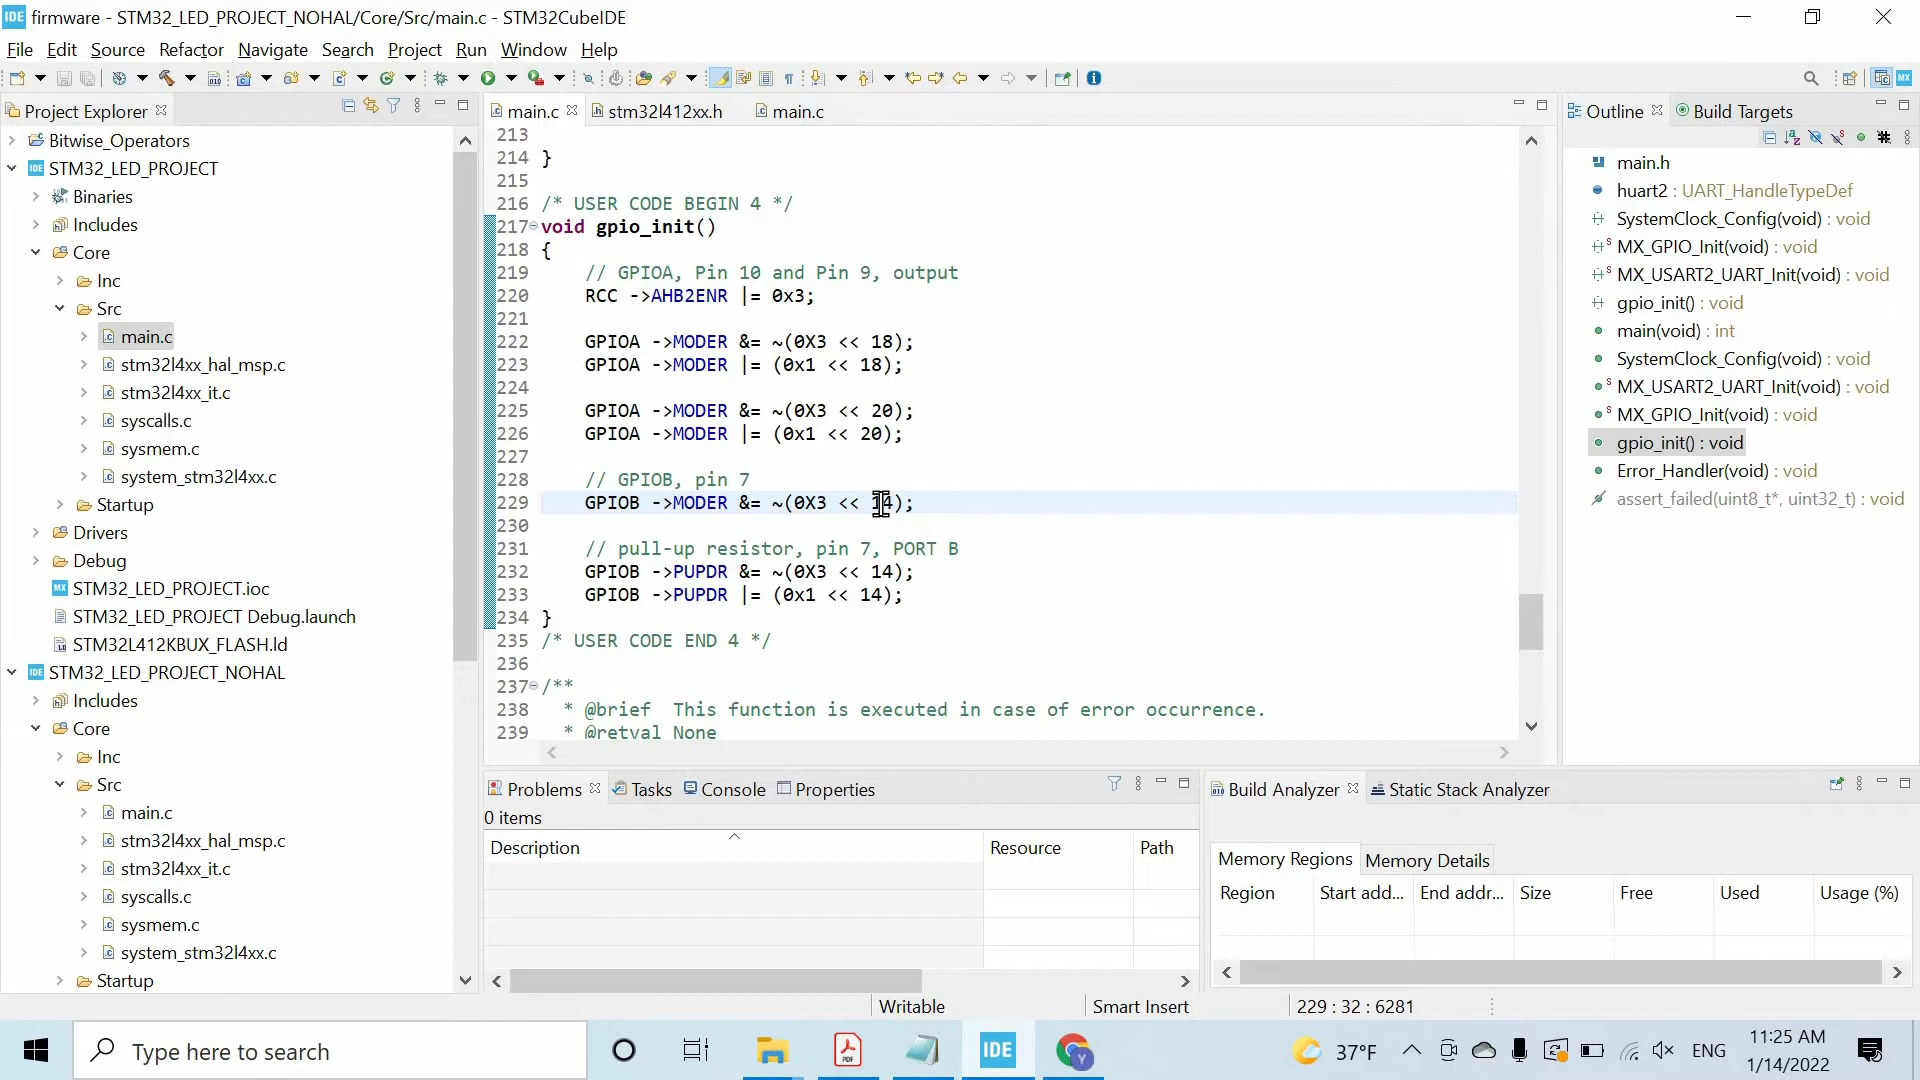 IDE firmware - STM32_LED_PROJECT_NOHAL/Core/Src/main.c - STM32CubeIDE
File Edit Source Refactor Navigate Search Project Run Window Help
Project Explorer
Bitwise_Operators
IDE STM32_LED_PROJECT
Binaries
Includes
Core
Inc
Src
main.c
stm32l4xx_hal_msp.c
stm32l4xx_it.c
syscalls.c
sysmem.c
system_stm32l4xx.c
Startup
Drivers
Debug
MX STM32_LED_PROJECT.ioc
STM32_LED_PROJECT Debug.launch
STM32L412KBUX_FLASH.ld
IDE STM32_LED_PROJECT_NOHAL
Includes
Core
Inc
Src
main.c
stm32l4xx_hal_msp.c
stm32l4xx_it.c
syscalls.c
sysmem.c
system_stm32l4xx.c
Startup
main.c stm32l412xx.h main.c
213
214 }
215
216 /* USER CODE BEGIN 4 */
217 void gpio_init()
218 {
219 // GPIOA, Pin 10 and Pin 9, output
220 RCC ->AHB2ENR |= 0x3;
221
222 GPIOA ->MODER &= ~(0X3 << 18);
223 GPIOA ->MODER |= (0x1 << 18);
224
225 GPIOA ->MODER &= ~(0X3 << 20);
226 GPIOA ->MODER |= (0x1 << 20);
227
228 // GPIOB, pin 7
229 GPIOB ->MODER &= ~(0X3 << 14);
230
231 // pull-up resistor, pin 7, PORT B
232 GPIOB ->PUPDR &= ~(0X3 << 14);
233 GPIOB ->PUPDR |= (0x1 << 14);
234 }
235 /* USER CODE END 4 */
236
237 /**
238 * @brief This function is executed in case of error occurrence.
239 * @retval None
Outline Build Targets
main.h
huart2 : UART_HandleTypeDef
SystemClock_Config(void) : void
MX_GPIO_Init(void) : void
MX_USART2_UART_Init(void) : void
gpio_init() : void
main(void) : int
SystemClock_Config(void) : void
MX_USART2_UART_Init(void) : void
MX_GPIO_Init(void) : void
gpio_init() : void
Error_Handler(void) : void
assert_failed(uint8_t*, uint32_t) : void
Problems Tasks Console Properties
0 items
Description Resource Path
Build Analyzer Static Stack Analyzer
Memory Regions Memory Details
Region Start add... End addr... Size Free Used Usage (%)
Writable Smart Insert 229 : 32 : 6281
Type here to search
IDE
37°F
ENG
11:25 AM
1/14/2022